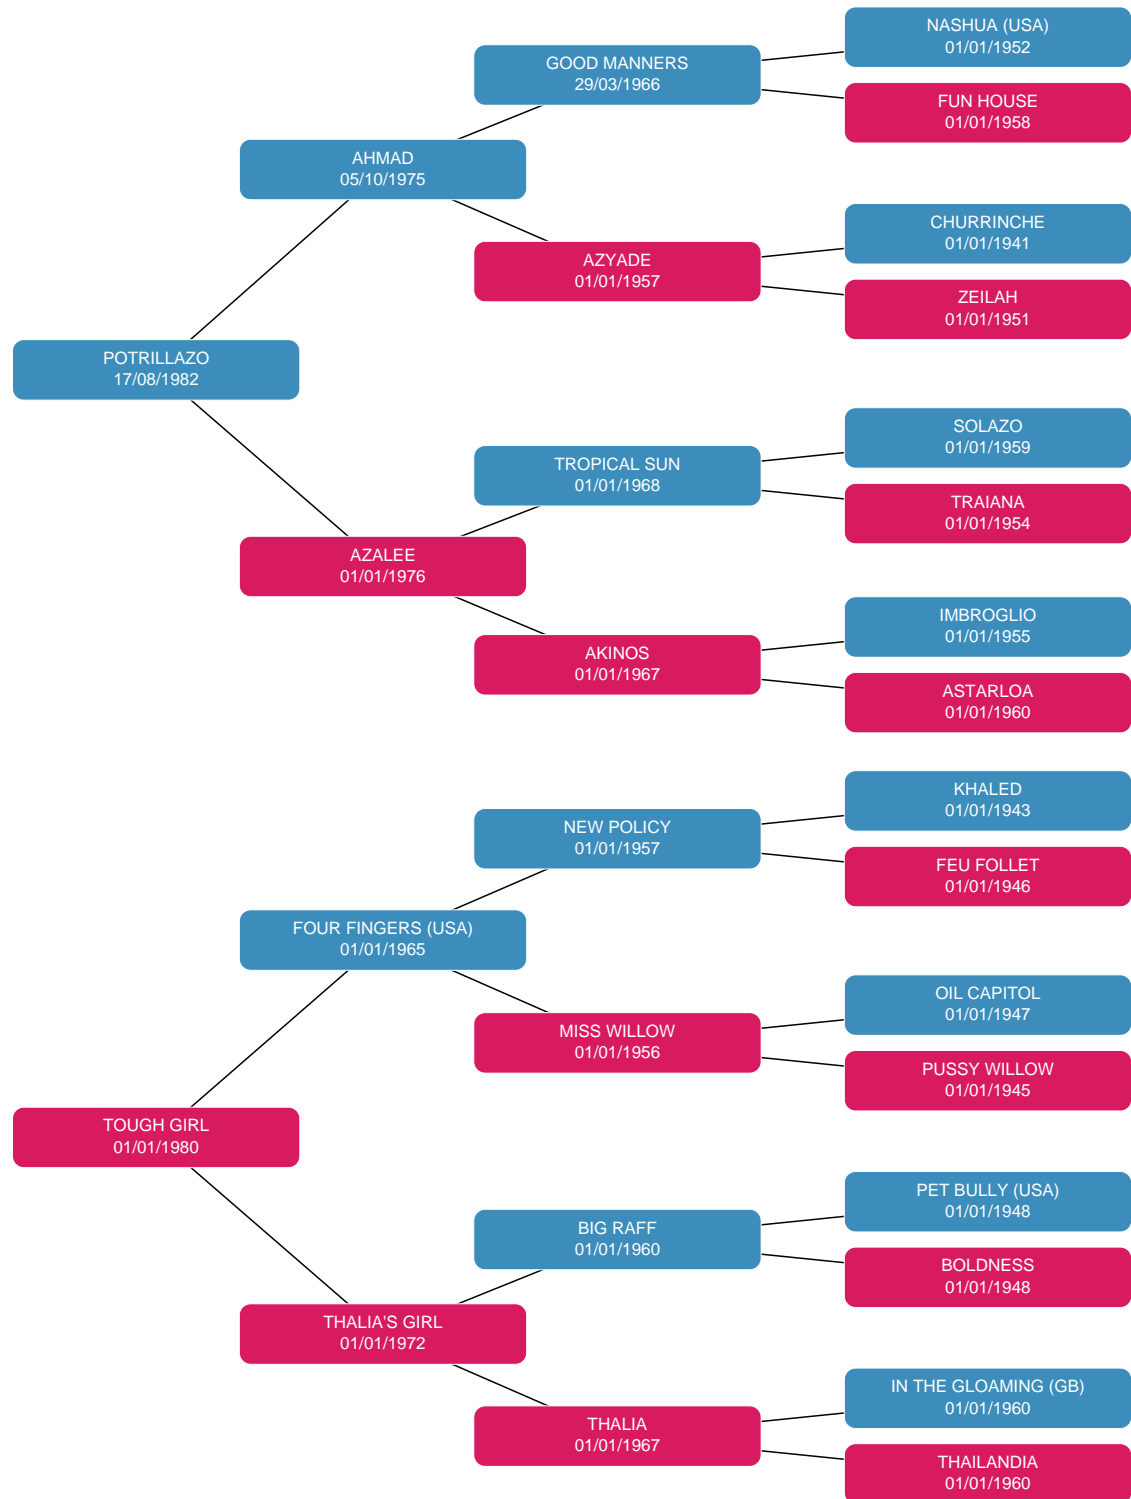 NASHUA (USA)
01/01/1952
GOOD MANNERS
29/03/1966
FUN HOUSE
01/01/1958
AHMAD
05/10/1975
CHURRINCHE
01/01/1941
AZYADE
01/01/1957
ZEILAH
01/01/1951
POTRILLAZO
17/08/1982
SOLAZO
01/01/1959
TROPICAL SUN
01/01/1968
TRAIANA
01/01/1954
AZALEE
01/01/1976
IMBROGLIO
01/01/1955
AKINOS
01/01/1967
ASTARLOA
01/01/1960
KHALED
01/01/1943
NEW POLICY
01/01/1957
FEU FOLLET
01/01/1946
FOUR FINGERS (USA)
01/01/1965
OIL CAPITOL
01/01/1947
MISS WILLOW
01/01/1956
PUSSY WILLOW
01/01/1945
TOUGH GIRL
01/01/1980
PET BULLY (USA)
01/01/1948
BIG RAFF
01/01/1960
BOLDNESS
01/01/1948
THALIA'S GIRL
01/01/1972
IN THE GLOAMING (GB)
01/01/1960
THALIA
01/01/1967
THAILANDIA
01/01/1960